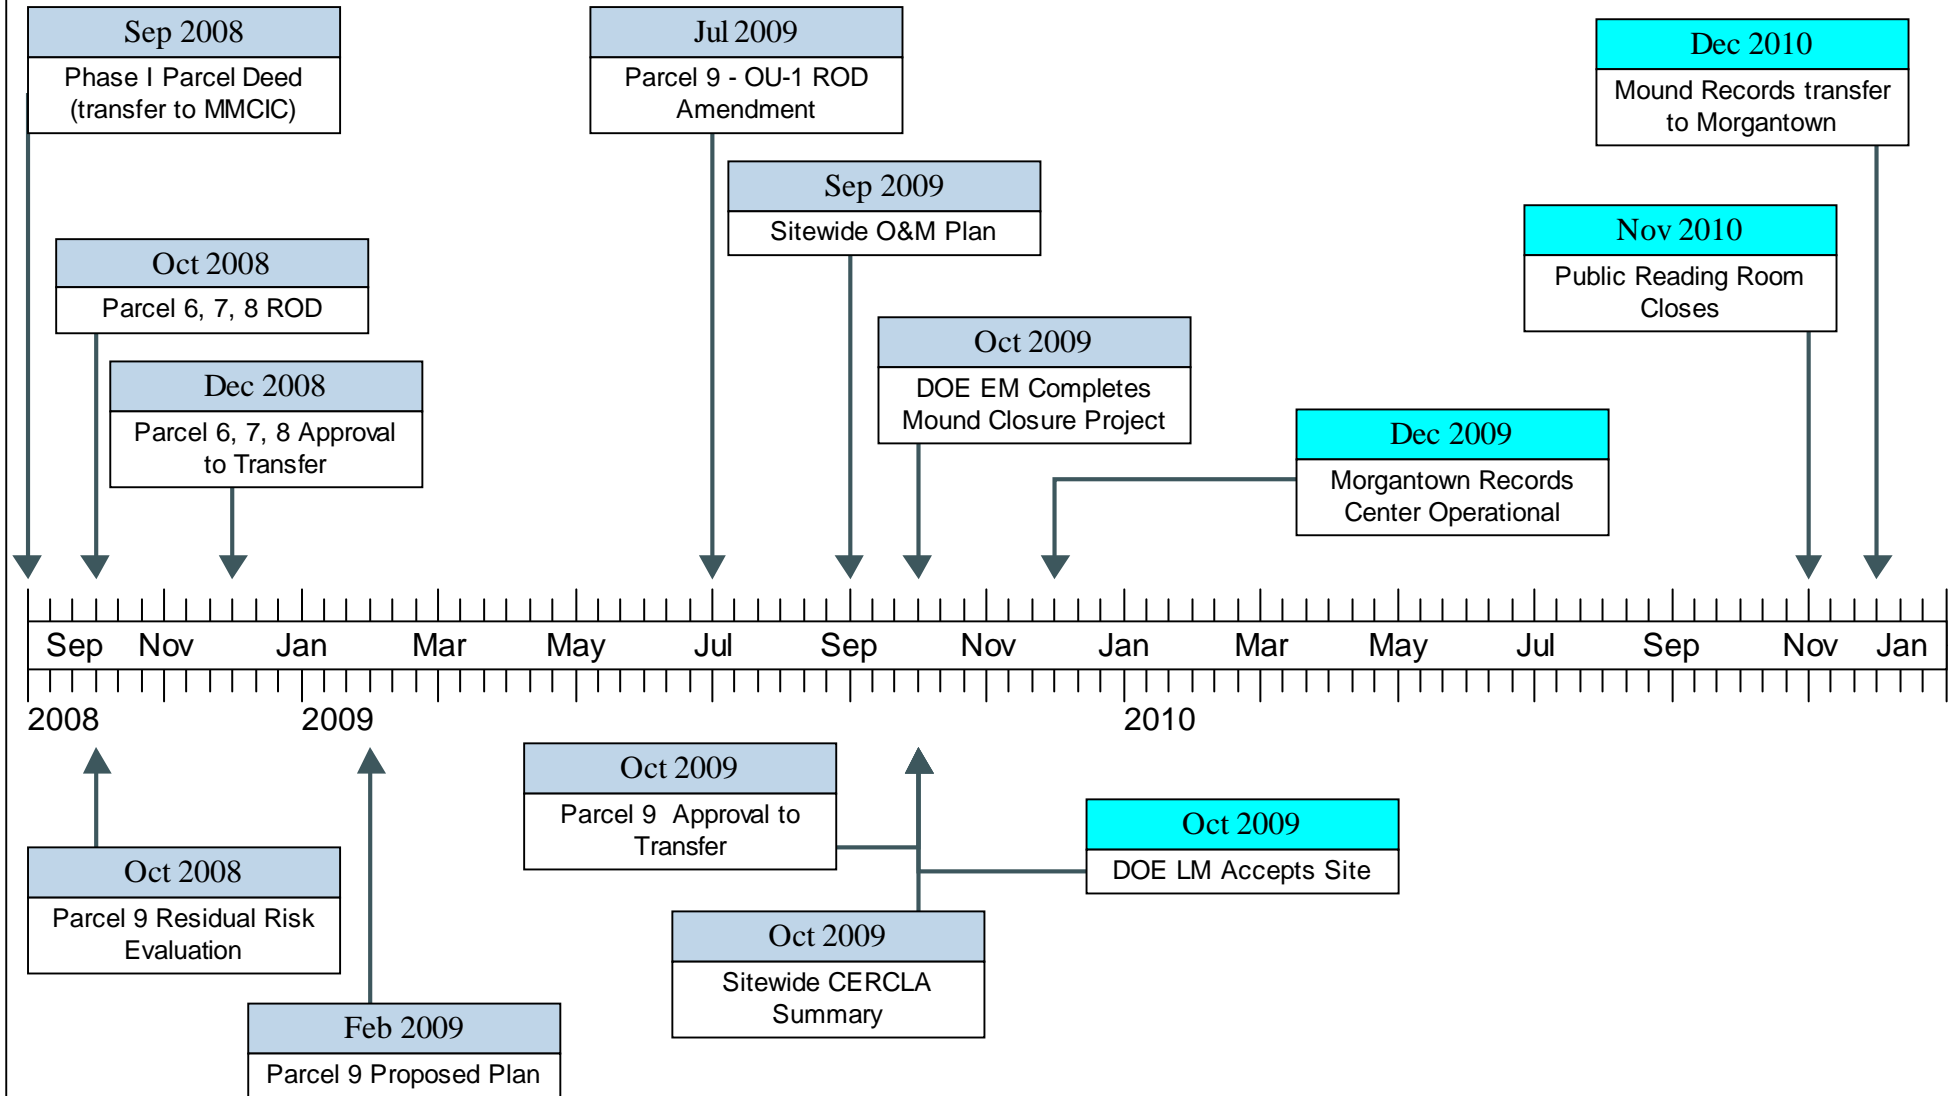 Sep 2008
Phase I Parcel Deed
(transfer to MMCIC)
Jul 2009
Parcel 9 - OU-1 ROD
Amendment
Dec 2010
Mound Records transfer
to Morgantown
Sep 2009
Sitewide O&M Plan
Nov 2010
Public Reading Room
Closes
Oct 2008
Parcel 6, 7, 8 ROD
Oct 2009
DOE EM Completes
Mound Closure Project
Dec 2008
Parcel 6, 7, 8 Approval
to Transfer
Dec 2009
Morgantown Records
Center Operational
Sep Nov Jan Mar May Jul Sep Nov Jan Mar May Jul Sep Nov Jan
2008 2009 2010
Oct 2009
Parcel 9 Approval to
Transfer
Oct 2009
DOE LM Accepts Site
Oct 2008
Parcel 9 Residual Risk
Evaluation
Oct 2009
Sitewide CERCLA
Summary
Feb 2009
Parcel 9 Proposed Plan